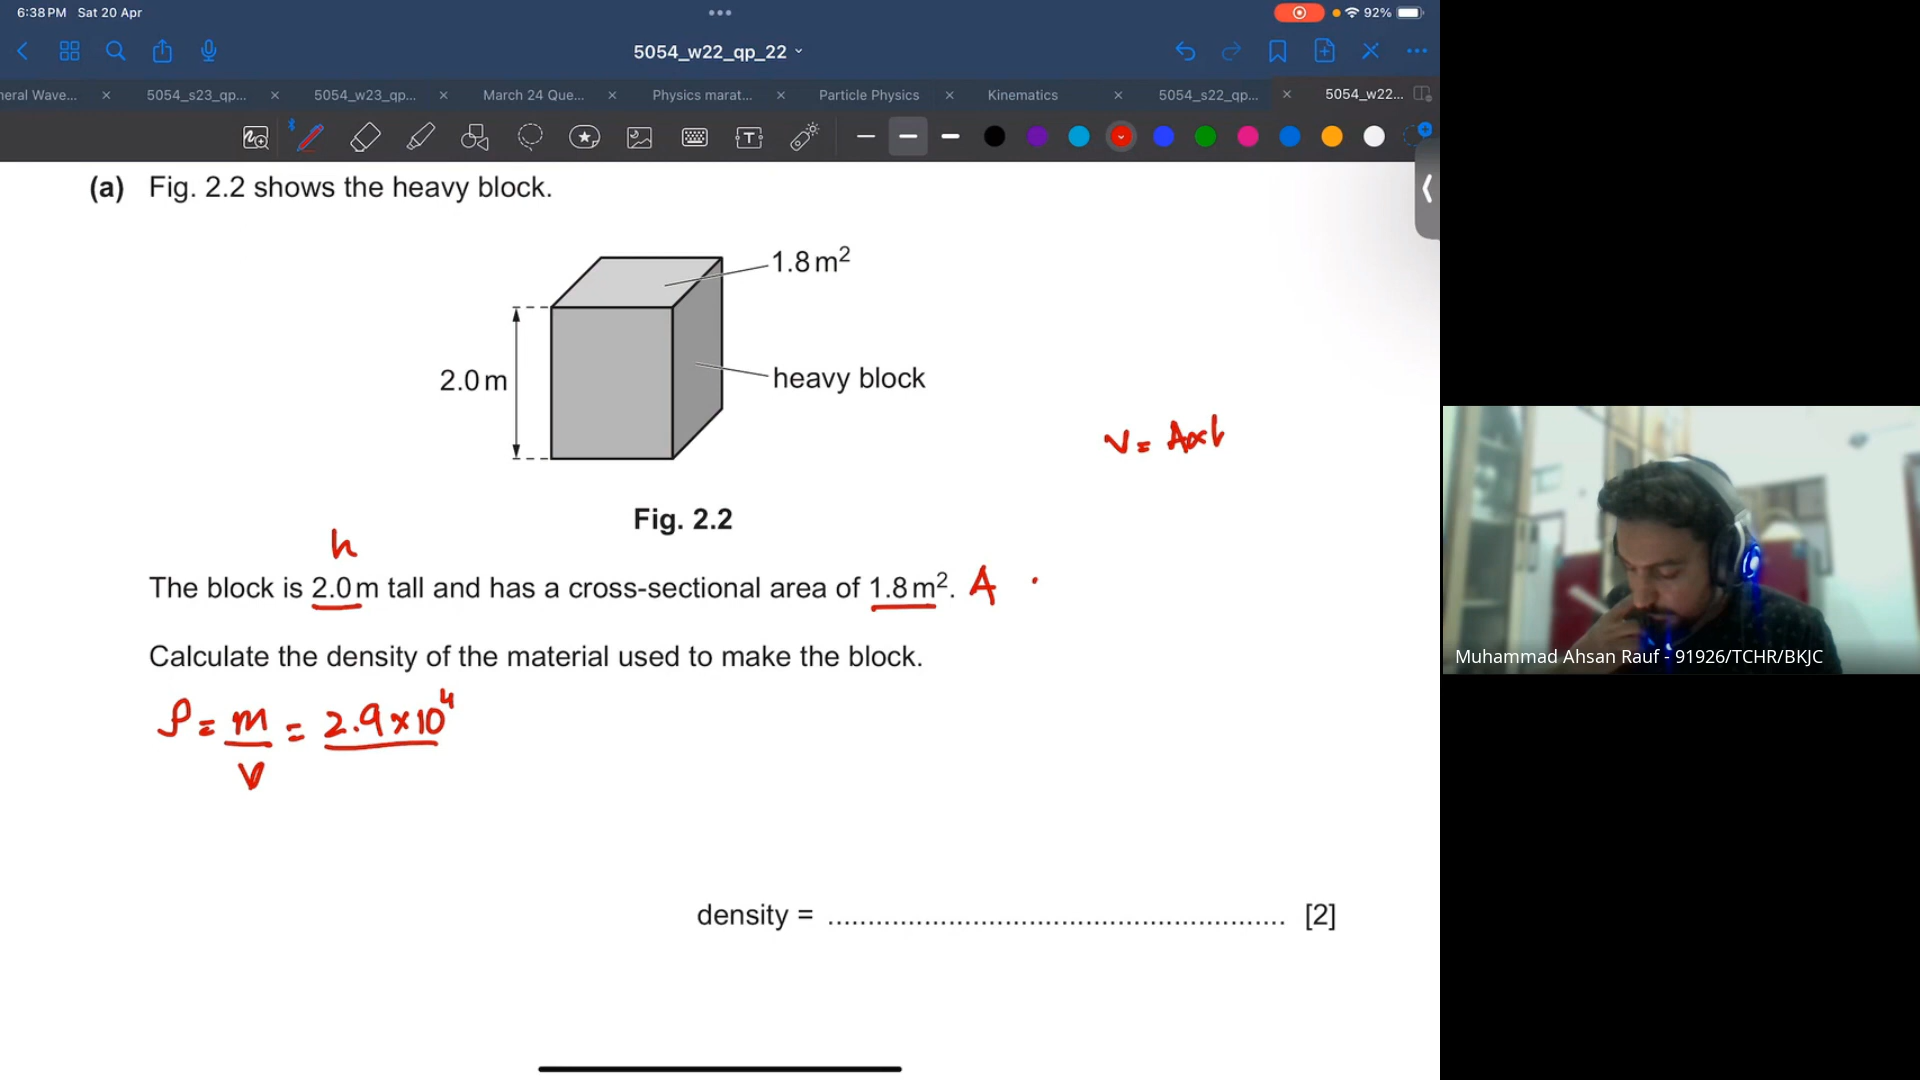 6:38 PM Sat 20 Apr
92%
5054_w22_qp_22
neral Wave...
5054_s23_qp...
5054_w23_qp...
March 24 Que...
Physics marat...
Particle Physics
Kinematics
5054_s22_qp...
5054_w22...
(a) Fig. 2.2 shows the heavy block.
1.8 m²
2.0 m
heavy block
V = A×h
Fig. 2.2
h
The block is 2.0 m tall and has a cross-sectional area of 1.8 m². A
Calculate the density of the material used to make the block.
ρ = m/V = 2.9 × 10⁴
density = ........................................................ [2]
Muhammad Ahsan Rauf - 91926/TCHR/BKJC